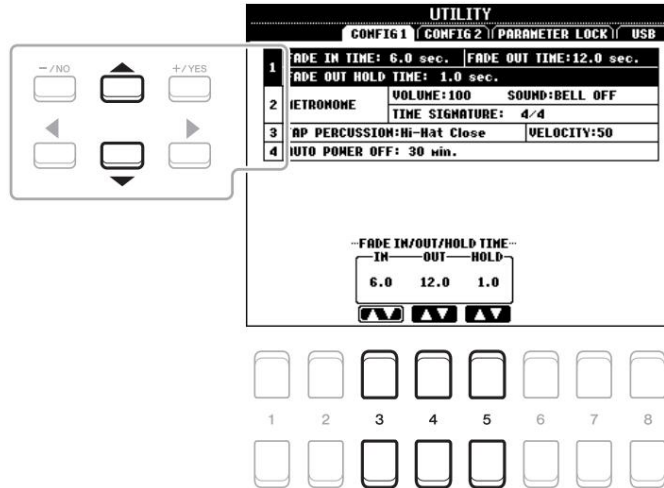 UTILITY
CONFIG 1 CONFIG 2 PARAMETER LOCK USB
-/NO +/YES
1 FADE IN TIME: 6.0 sec. FADE OUT TIME:12.0 sec.
FADE OUT HOLD TIME: 1.0 sec.
2 METRONOME VOLUME:100 SOUND:BELL OFF
TIME SIGNATURE: 4/4
3 TAP PERCUSSION:Hi-Hat Close VELOCITY:50
4 AUTO POWER OFF: 30 min.
FADE IN/OUT/HOLD TIME
IN OUT HOLD
6.0 12.0 1.0
1 2 3 4 5 6 7 8